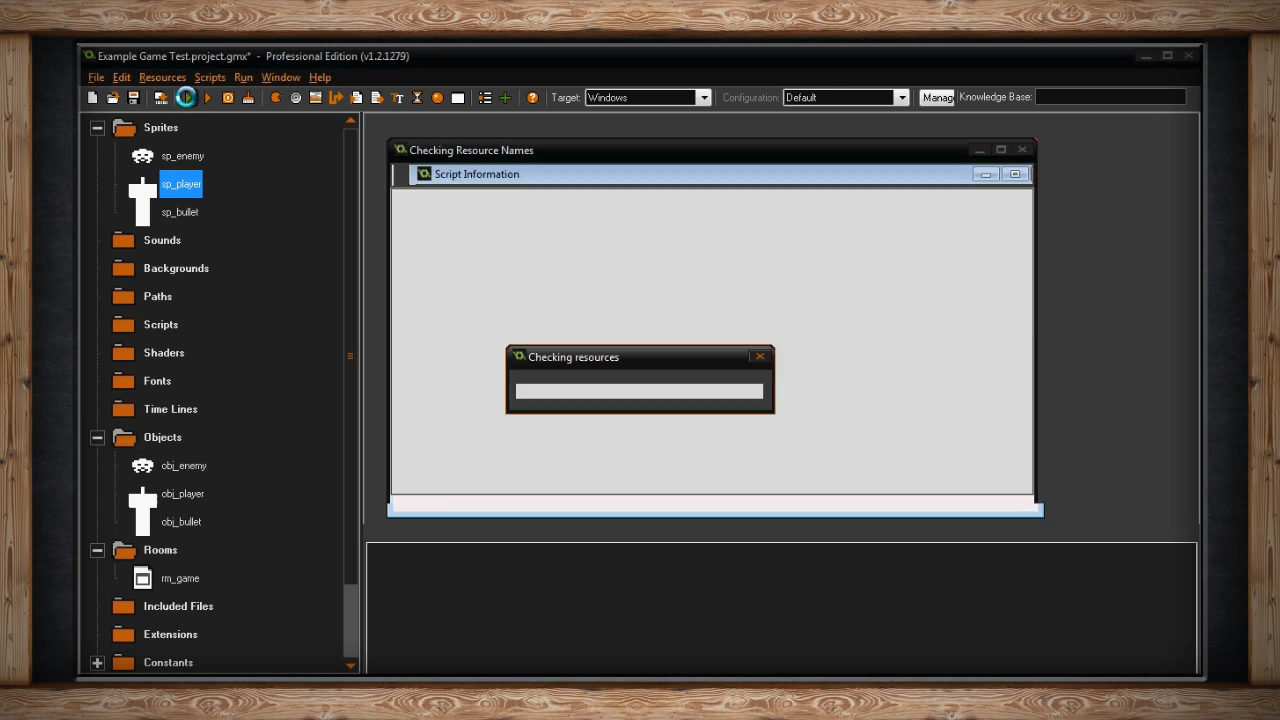 Example Game Test.project.gmx* - Professional Edition (v1.2.1279)
File Edit Resources Scripts Run Window Help
Target: Windows Configuration: Default Manag Knowledge Base:
Sprites
sp_enemy
sp_player
sp_bullet
Sounds
Backgrounds
Paths
Scripts
Shaders
Fonts
Time Lines
Objects
obj_enemy
obj_player
obj_bullet
Rooms
rm_game
Included Files
Extensions
Constants
Checking Resource Names
Script Information
Checking resources